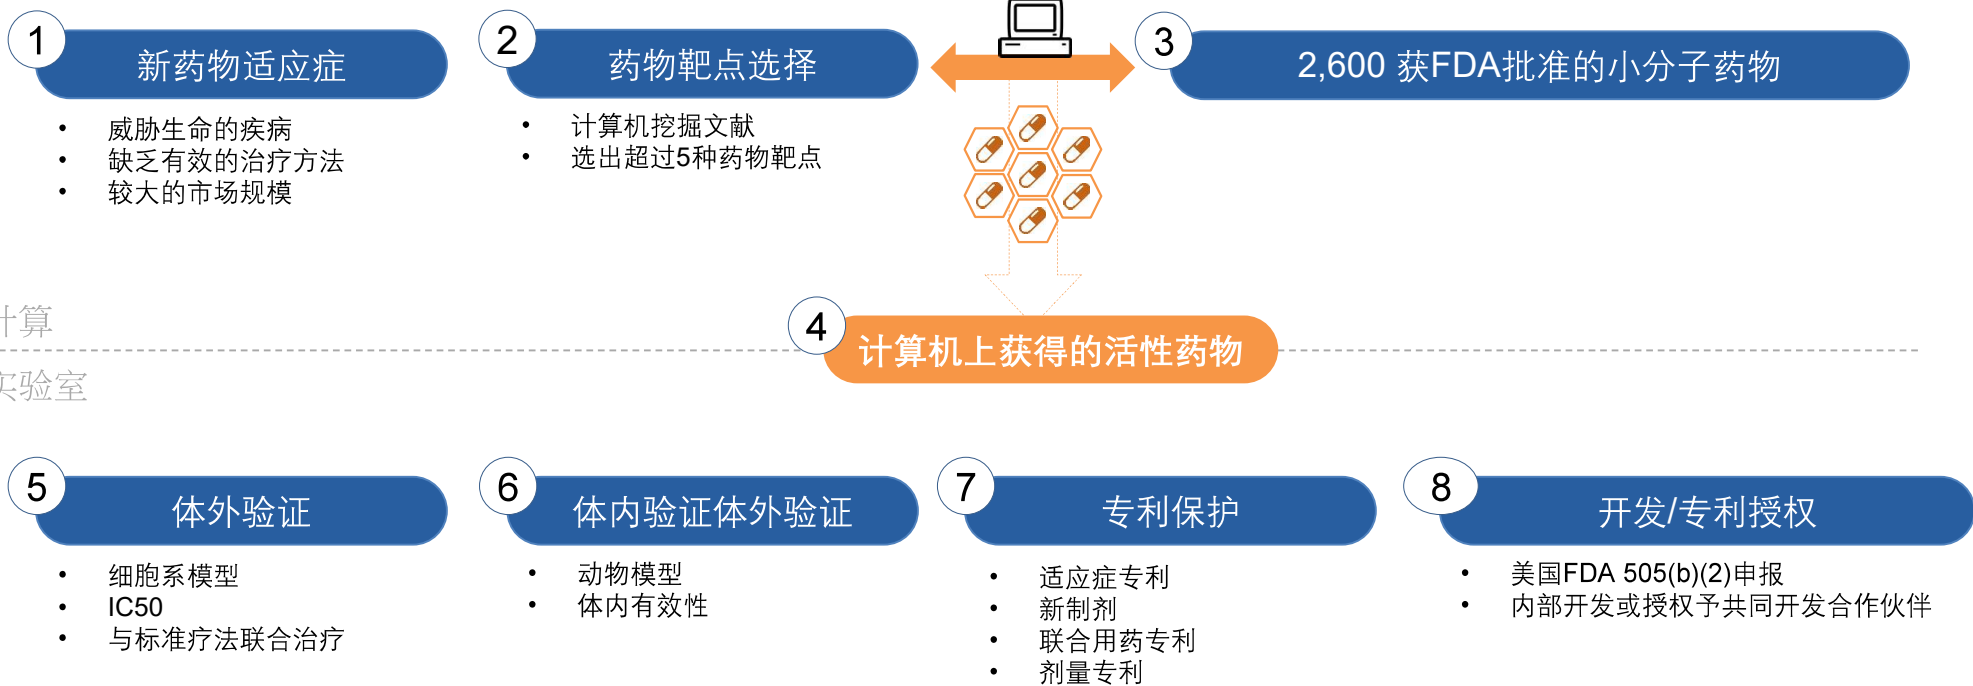 1
新药物适应症
• 威胁生命的疾病
• 缺乏有效的治疗方法
• 较大的市场规模
2
药物靶点选择
• 计算机挖掘文献
• 选出超过5种药物靶点
3
2,600 获FDA批准的小分子药物
计算
4
计算机上获得的活性药物
实验室
5
体外验证
• 细胞系模型
• IC50
• 与标准疗法联合治疗
6
体内验证体外验证
• 动物模型
• 体内有效性
7
专利保护
• 适应症专利
• 新制剂
• 联合用药专利
• 剂量专利
8
开发/专利授权
• 美国FDA 505(b)(2)申报
• 内部开发或授权予共同开发合作伙伴